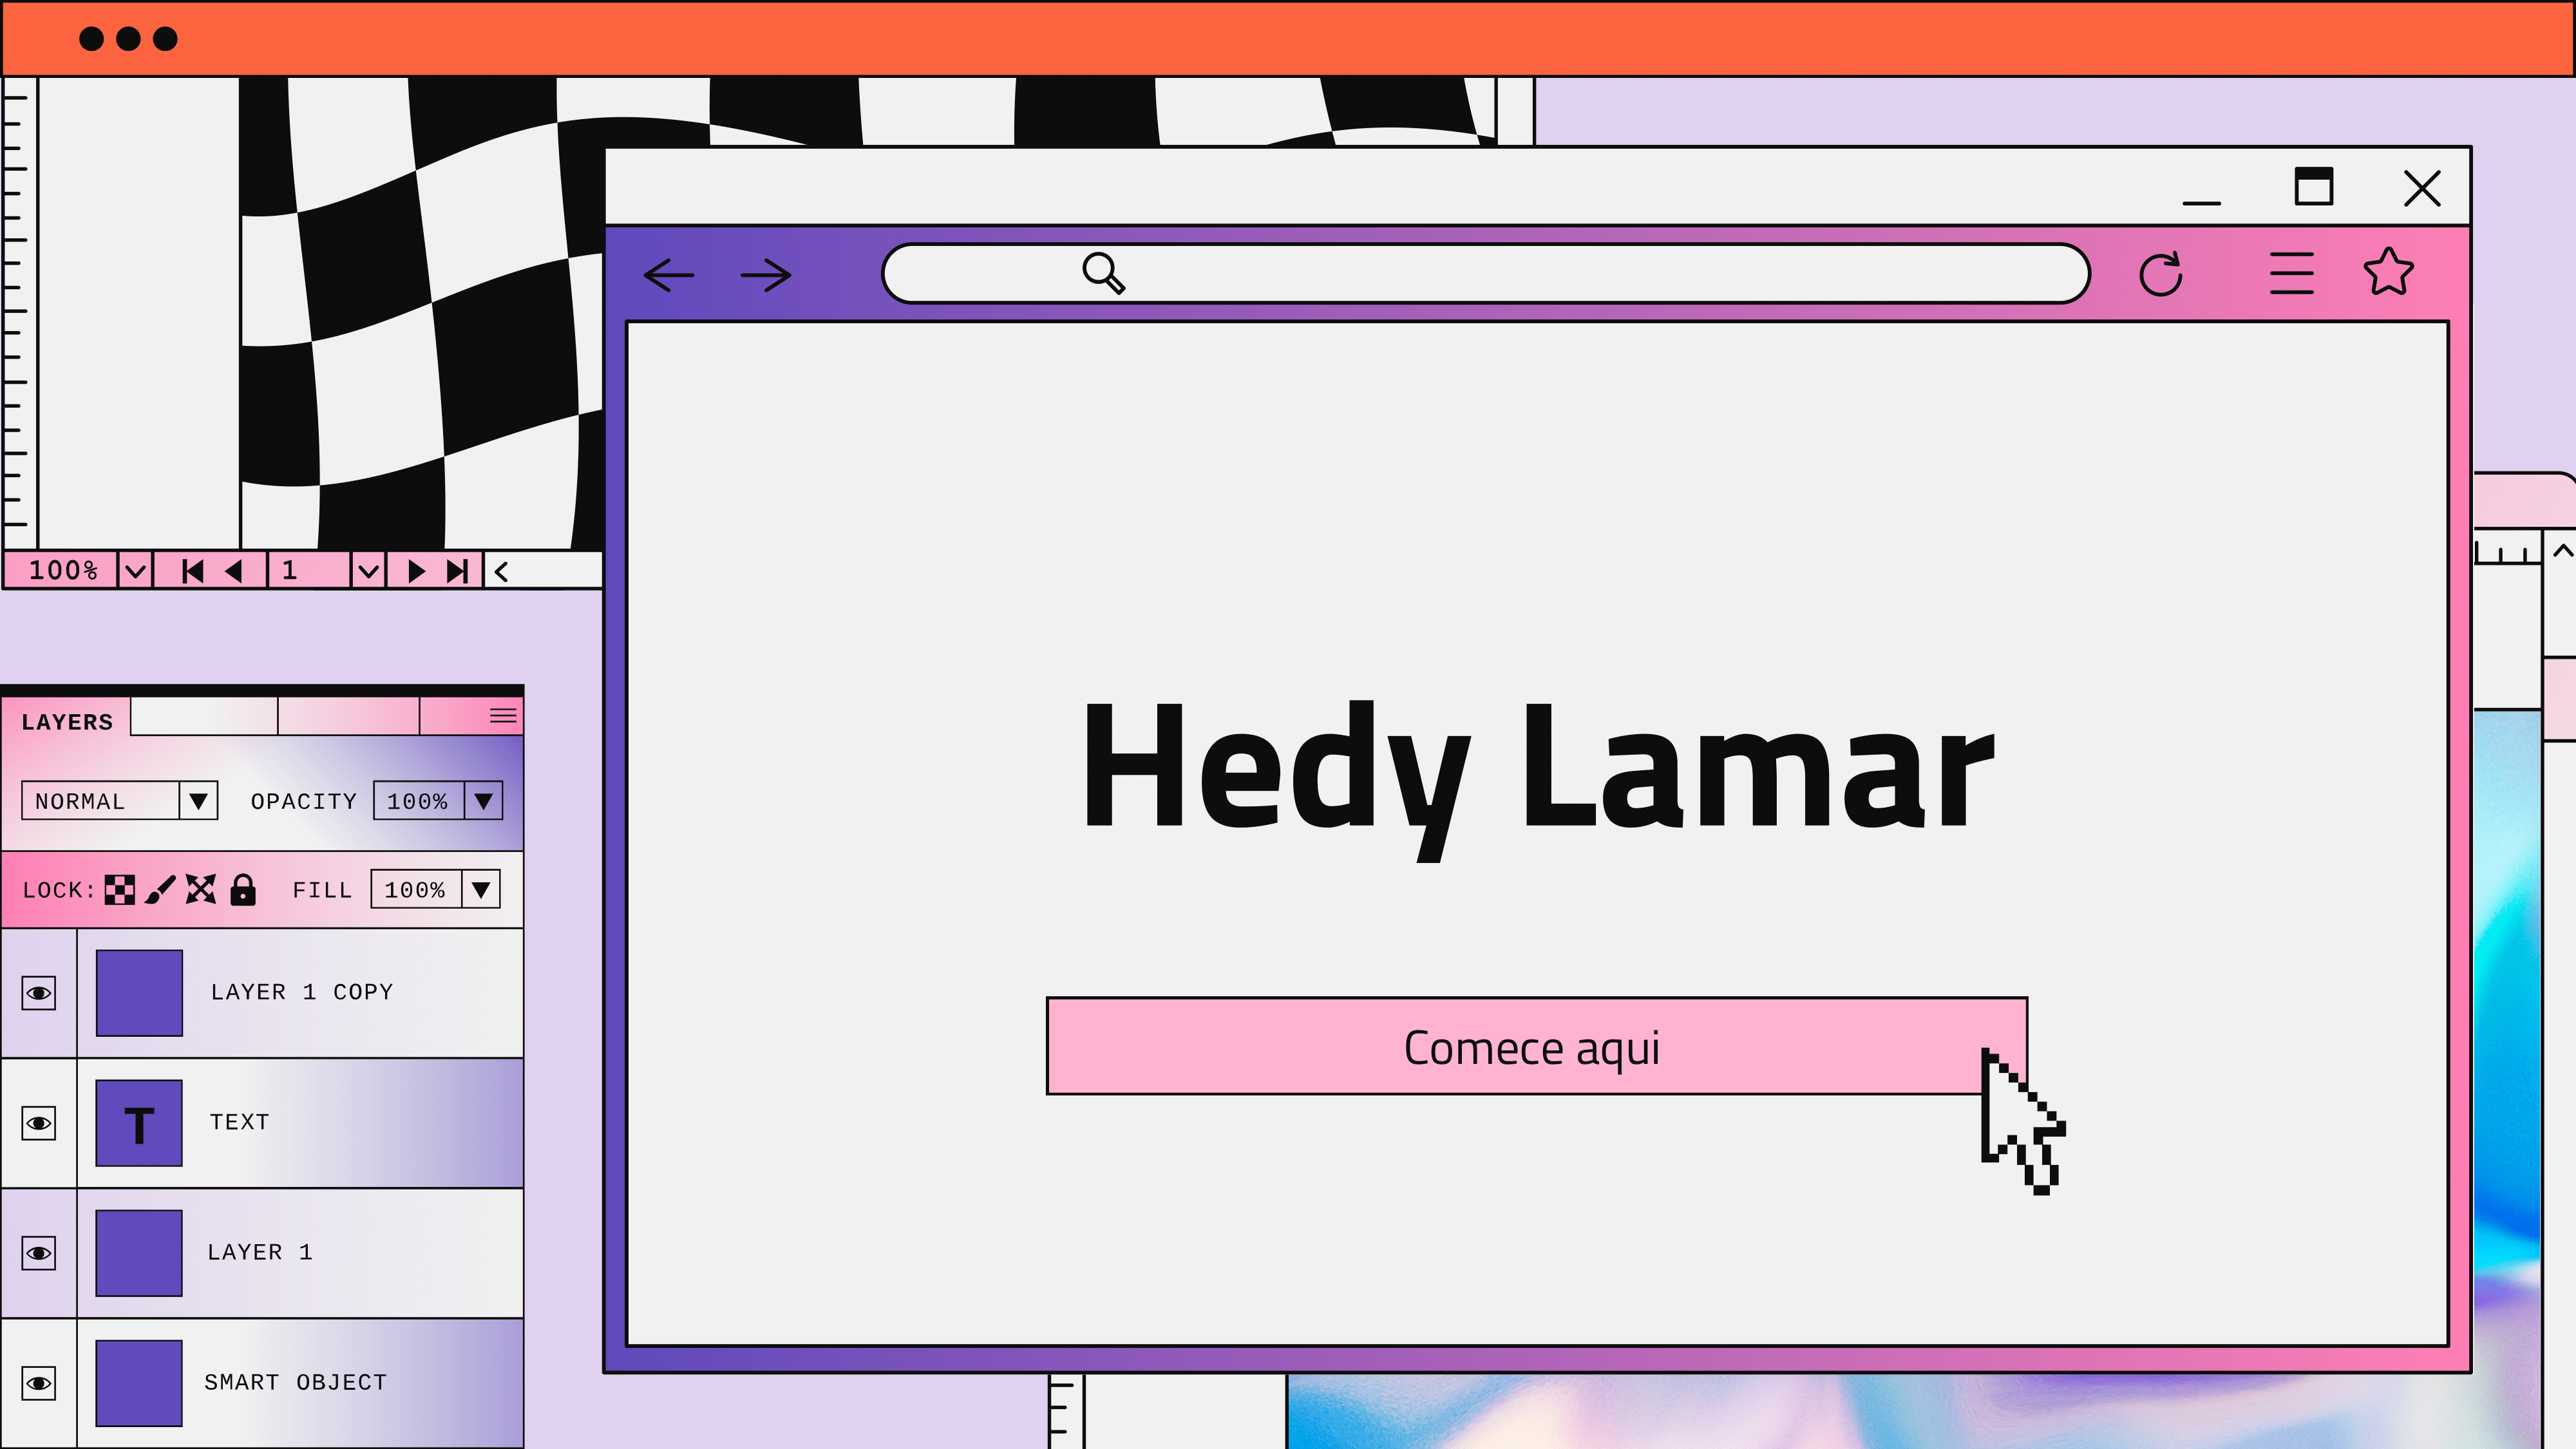 100%
1
LAYERS
NORMAL
OPACITY
100%
LOCK:
FILL
100%
LAYER 1 COPY
T
TEXT
LAYER 1
SMART OBJECT
Hedy Lamar
Comece aqui